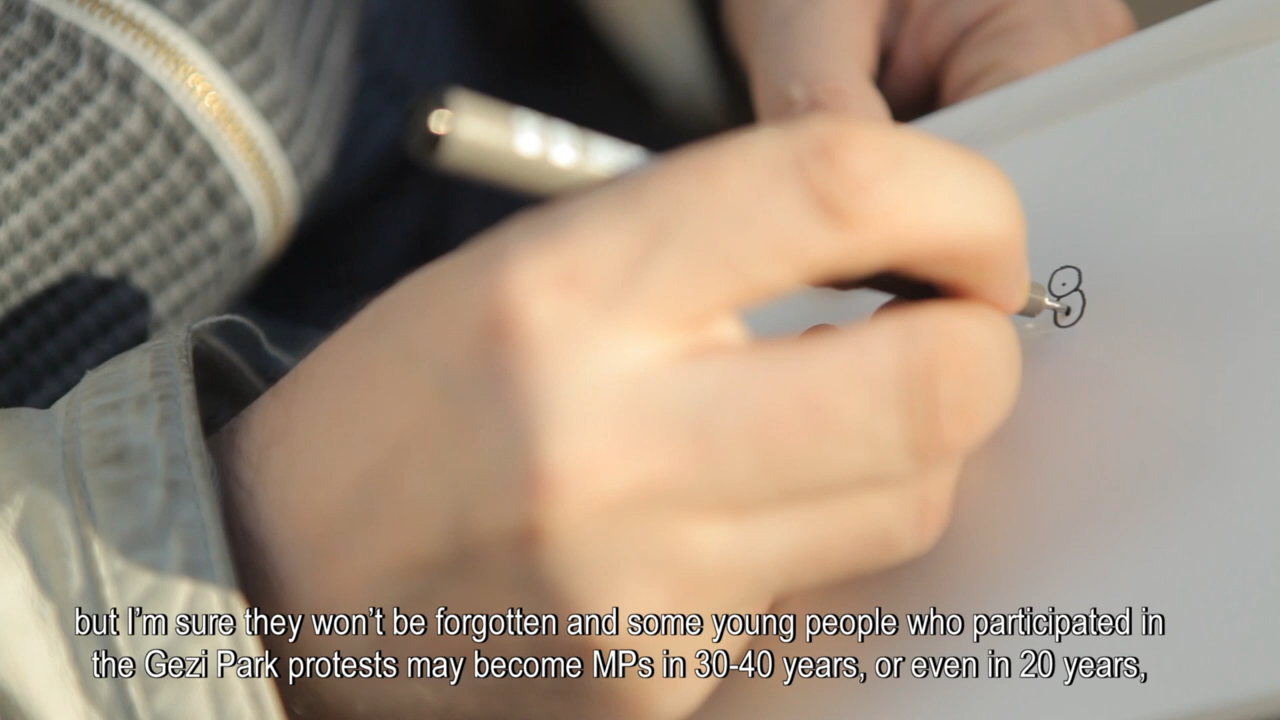 but I'm sure they won't be forgotten and some young people who participated in
the Gezi Park protests may become MPs in 30-40 years, or even in 20 years,